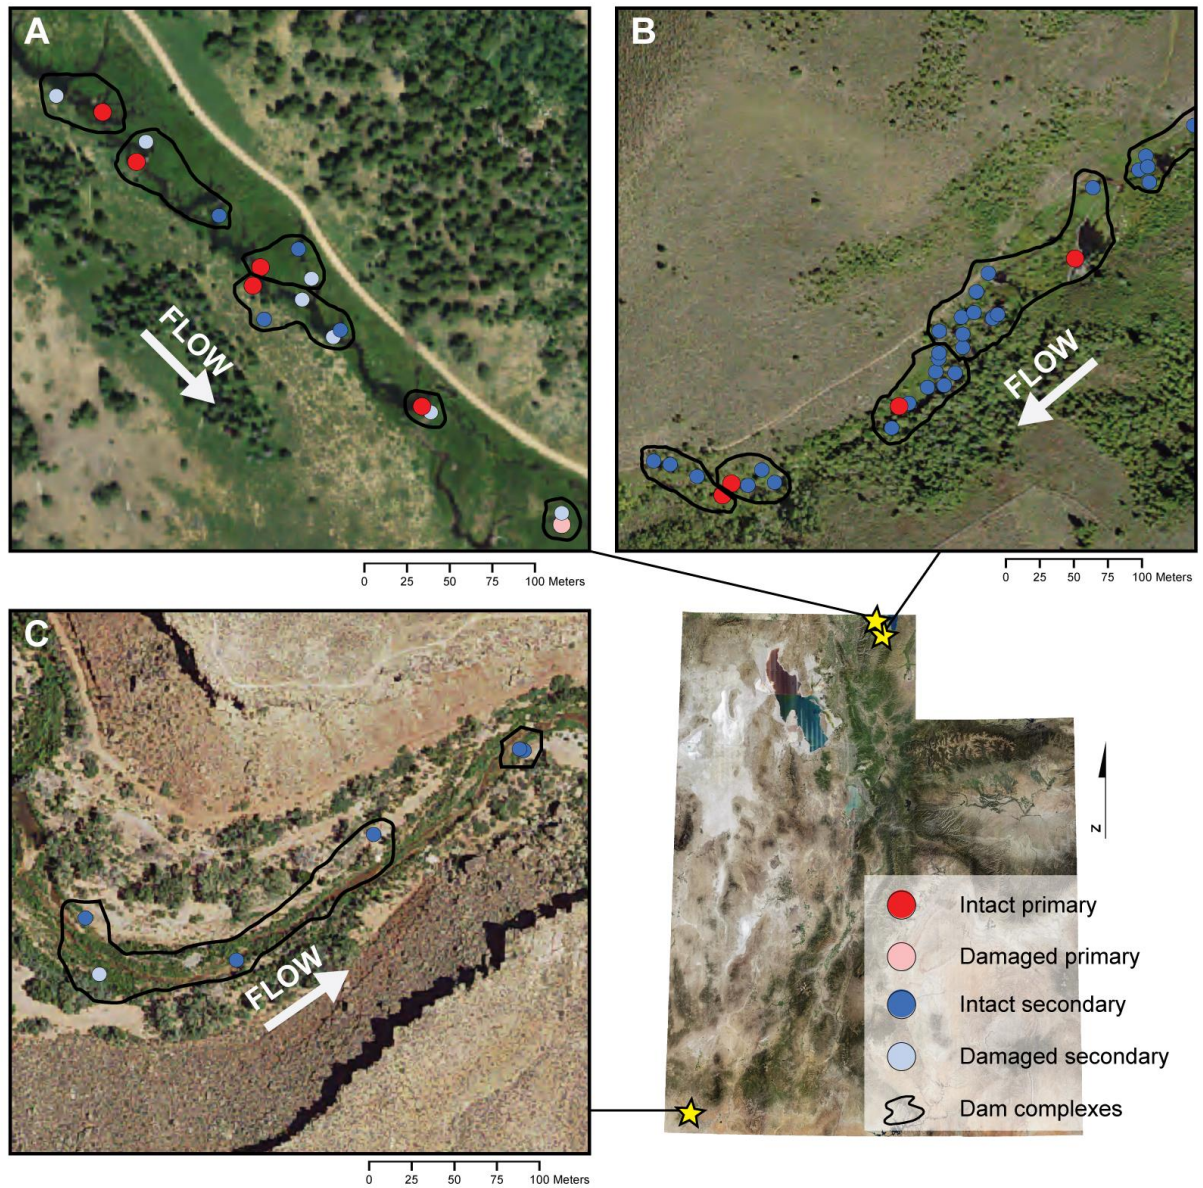 A
B
FLOW
FLOW
0 25 50 75 100 Meters
0 25 50 75 100 Meters
C
FLOW
N
Intact primary
Damaged primary
Intact secondary
Damaged secondary
Dam complexes
0 25 50 75 100 Meters